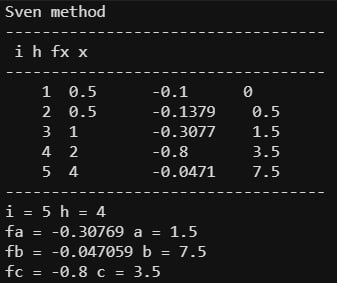 Sven method
-----------------------------------
i h fx x
-----------------------------------
1 0.5 -0.1 0
2 0.5 -0.1379 0.5
3 1 -0.3077 1.5
4 2 -0.8 3.5
5 4 -0.0471 7.5
-----------------------------------
i = 5 h = 4
fa = -0.30769 a = 1.5
fb = -0.047059 b = 7.5
fc = -0.8 c = 3.5